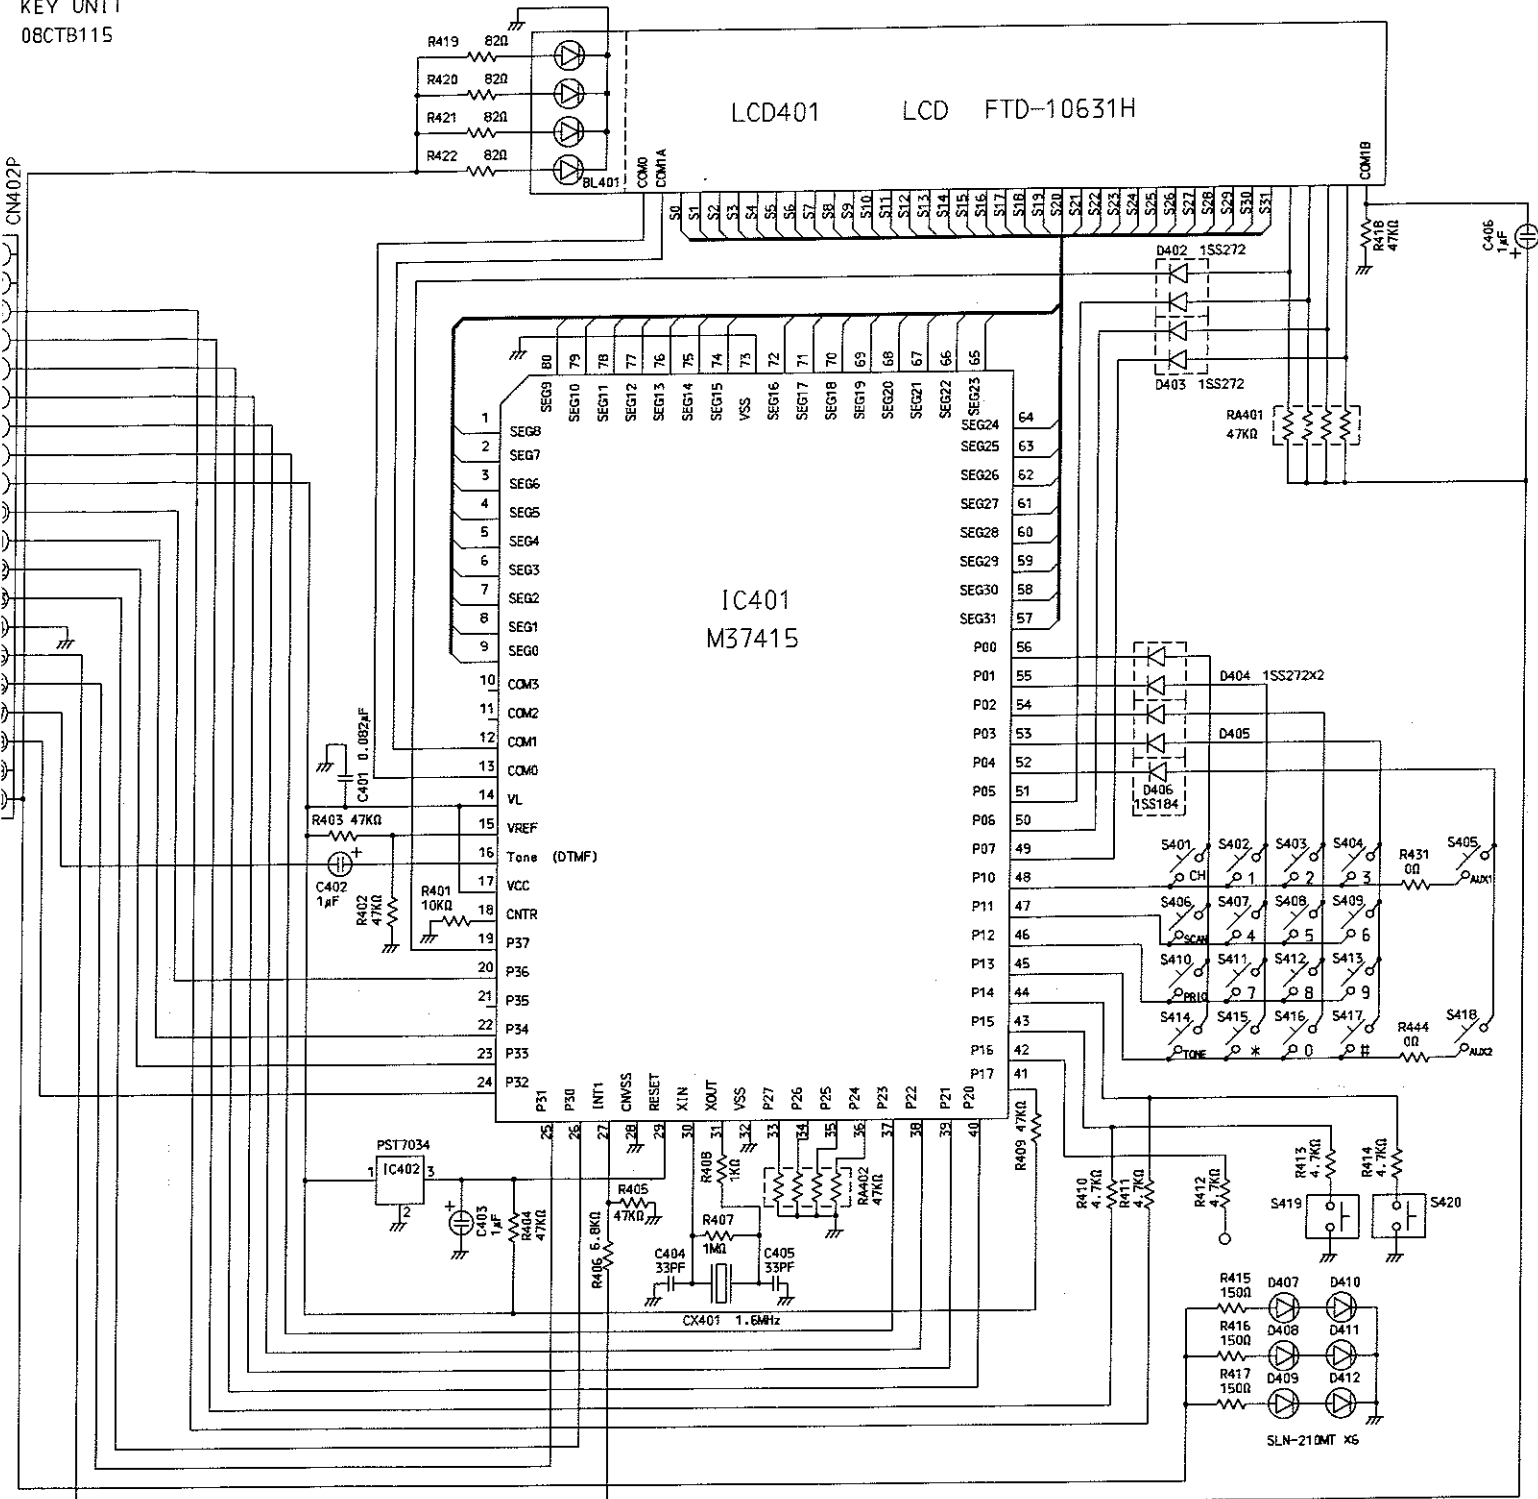 KEY UNIT
08CTB115
CN402P
R419 82Ω
R420 82Ω
R421 82Ω
R422 82Ω
BL401
LCD401 LCD FTD-10631H
COM0
COM1A
COM1B
S0 S1 S2 S3 S4 S5 S6 S7 S8 S9 S10 S11 S12 S13 S14 S15 S16 S17 S18 S19 S20 S21 S22 S23 S24 S25 S26 S27 S28 S29 S30 S31
R418
47KΩ
C406
1μF
+
D402 1SS272
D403 1SS272
RA401
47KΩ
80 79 78 77 76 75 74 73 72 71 70 69 68 67 66 65
SEG9 SEG10 SEG11 SEG12 SEG13 SEG14 SEG15 VSS SEG16 SEG17 SEG18 SEG19 SEG20 SEG21 SEG22 SEG23
1 SEG8
2 SEG7
3 SEG6
4 SEG5
5 SEG4
6 SEG3
7 SEG2
8 SEG1
9 SEG0
10 COM3
11 COM2
12 COM1
13 COM0
14 VL
15 VREF
16 Tone (DTMF)
17 VCC
18 CNTR
19 P37
20 P36
21 P35
22 P34
23 P33
24 P32
IC401
M37415
SEG24 64
SEG25 63
SEG26 62
SEG27 61
SEG28 60
SEG29 59
SEG30 58
SEG31 57
P00 56
P01 55
P02 54
P03 53
P04 52
P05 51
P06 50
P07 49
P10 48
P11 47
P12 46
P13 45
P14 44
P15 43
P16 42
P17 41
P31 P30 INT1 CNVSS RESET XIN XOUT VSS P27 P26 P25 P24 P23 P22 P21 P20
25 26 27 28 29 30 31 32 33 34 35 36 37 38 39 40
C401 0.082μF
R403 47KΩ
+
C402
1μF
R402
47KΩ
R401
10KΩ
D404 1SS272X2
D405
D406
1SS184
S401 S402 S403 S404 R431 0Ω S405
CH 1 2 3 AUX1
S406 S407 S408 S409
SCAN 4 5 6
S410 S411 S412 S413
PRIO 7 8 9
S414 S415 S416 S417 R444 0Ω S418
TONE * 0 # AUX2
PST7034
1 IC402 3
2
+
C403
1μF
R404
47KΩ
R405
47KΩ
R406 6.8KΩ
R408
1KΩ
R407
1MΩ
C404
33PF
C405
33PF
CX401 1.6MHz
RA402
47KΩ
R409 47KΩ
R410
4.7KΩ
R411
4.7KΩ
R412
4.7KΩ
R413
4.7KΩ
R414
4.7KΩ
S419
S420
R415
150Ω
D407 D410
R416
150Ω
D408 D411
R417
150Ω
D409 D412
SLN-210MT X6